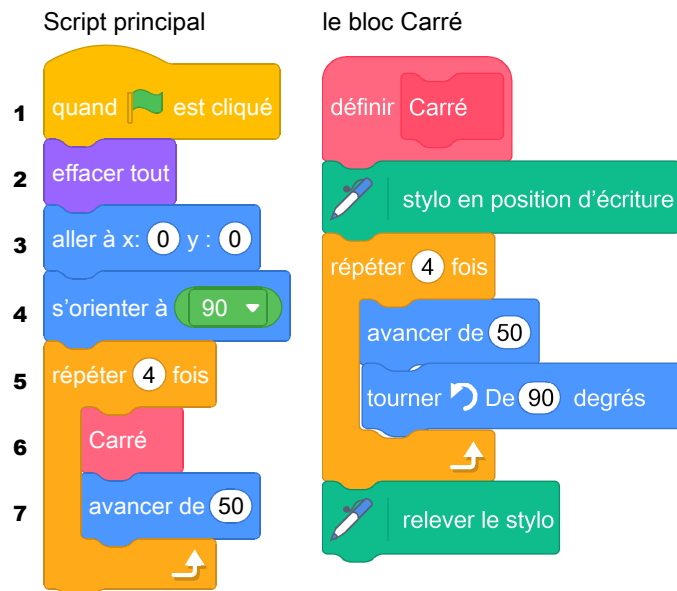 Script principal
1 quand est cliqué
2 effacer tout
3 aller à x: 0 y : 0
4 s'orienter à 90
5 répéter 4 fois
6 Carré
7 avancer de 50
le bloc Carré
définir Carré
stylo en position d'écriture
répéter 4 fois
avancer de 50
tourner De 90 degrés
relever le stylo